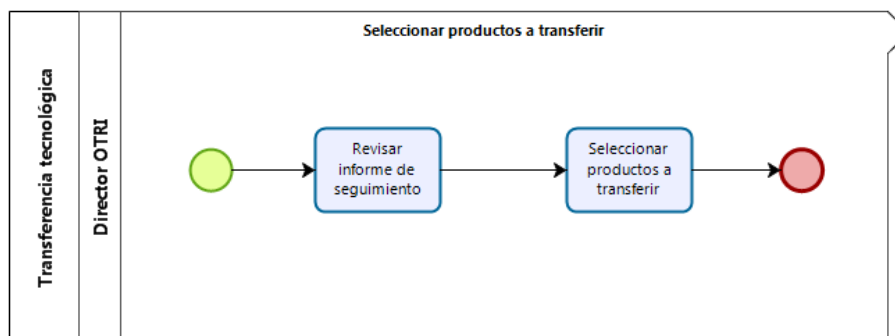 Seleccionar productos a transferir
Transferencia tecnológica
Director OTRI
Revisar
informe de
seguimiento
Seleccionar
productos a
transferir